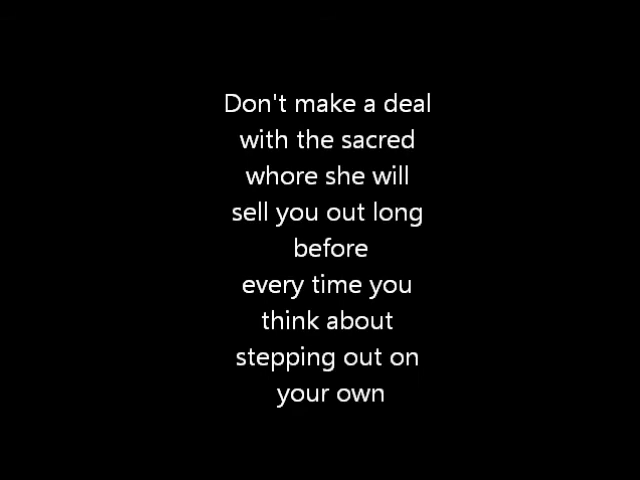 Don't make a deal
with the sacred
whore she will
sell you out long
before
every time you
think about
stepping out on
your own